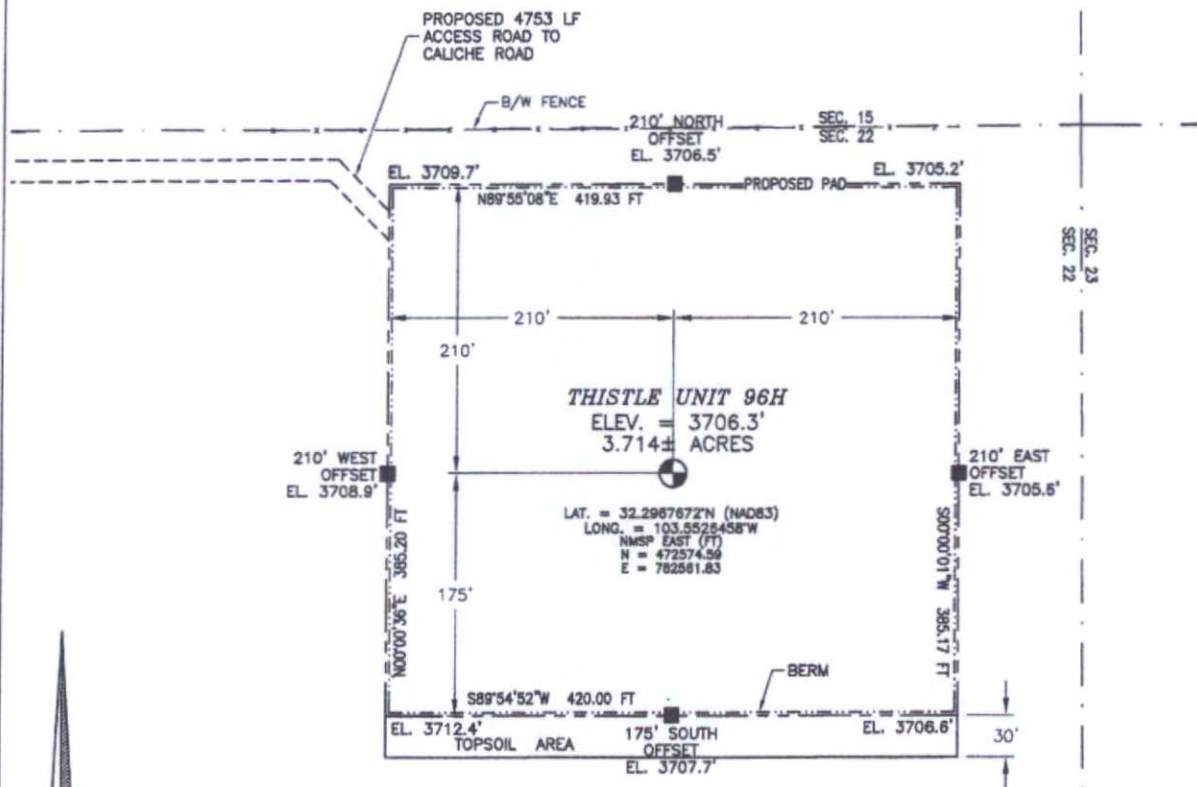 PROPOSED 4753 LF
ACCESS ROAD TO
CALICHE ROAD
B/W FENCE
210' NORTH
OFFSET
EL. 3706.5'
SEC. 15
SEC. 22
EL. 3709.7'
EL. 3705.2'
PROPOSED PAD
N89°55'08"E 419.93 FT
SEC. 23
SEC. 22
210'
210'
210'
THISTLE UNIT 96H
ELEV. = 3706.3'
3.714± ACRES
210' WEST
OFFSET
EL. 3708.9'
210' EAST
OFFSET
EL. 3705.6'
LAT. = 32.2967672°N (NAD83)
LONG. = 103.5526458°W
NMSP EAST (FT)
N = 472574.59
E = 782561.83
N00°00'36"E 385.20 FT
S00°00'01"W 385.17 FT
175'
BERM
S89°54'52"W 420.00 FT
EL. 3712.4'
175' SOUTH
OFFSET
EL. 3707.7'
EL. 3706.6'
TOPSOIL AREA
30'